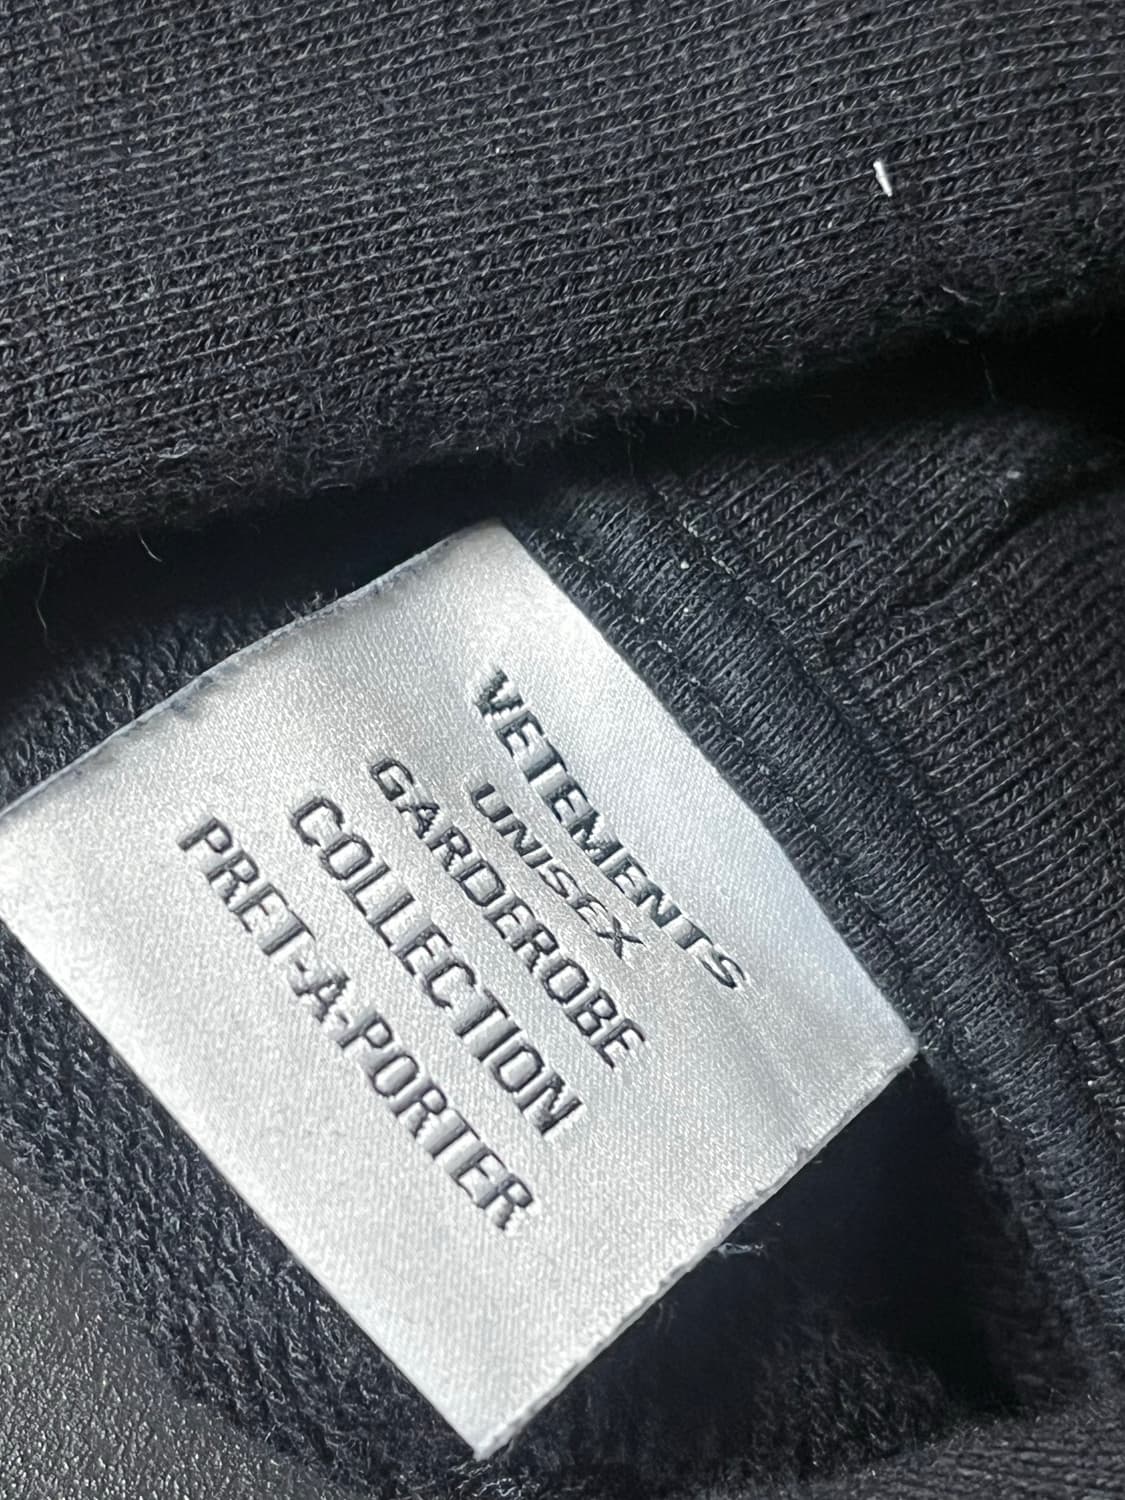 VETEMENTS
UNISEX
GARDEROBE
COLLECTION
PRET-A-PORTER